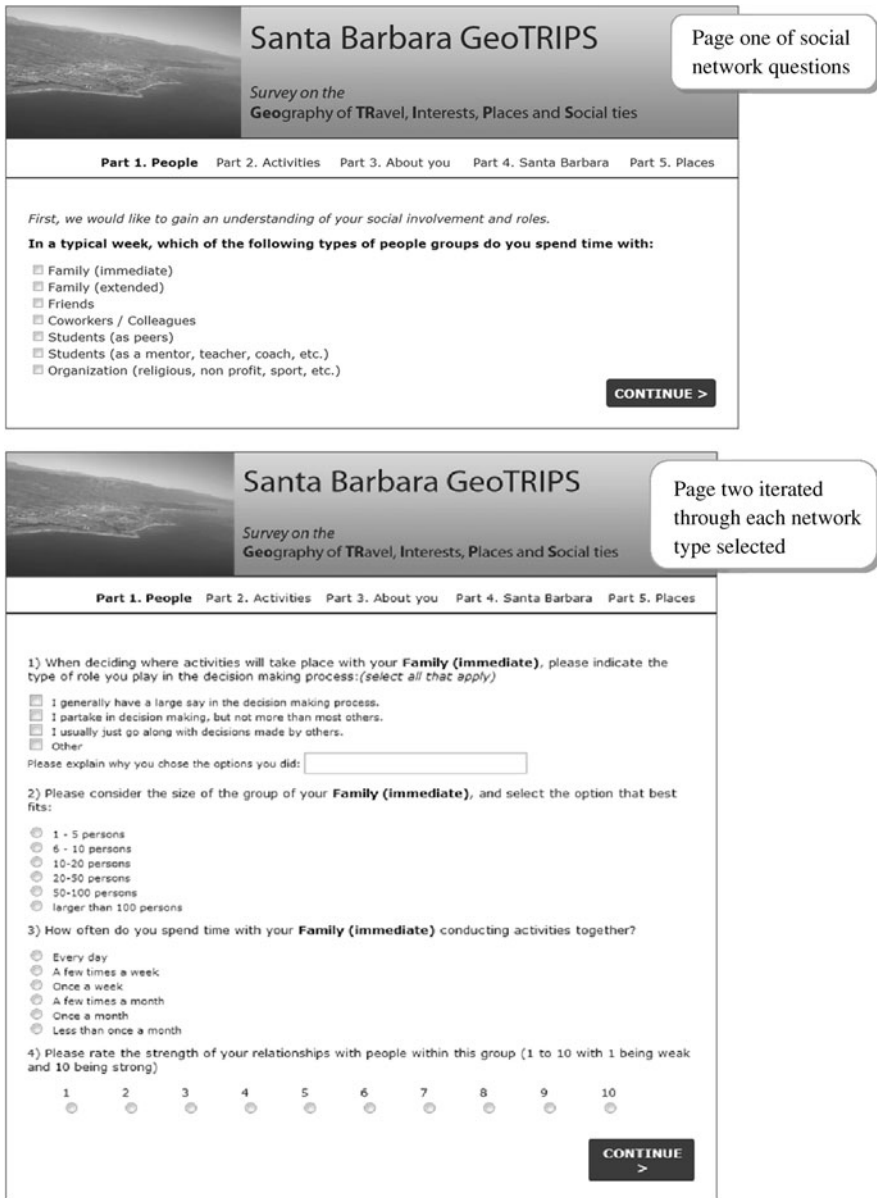 Santa Barbara GeoTRIPS
Survey on the
Geography of TRavel, Interests, Places and Social ties
Page one of social
network questions
Part 1. People Part 2. Activities Part 3. About you Part 4. Santa Barbara Part 5. Places
First, we would like to gain an understanding of your social involvement and roles.
In a typical week, which of the following types of people groups do you spend time with:
Family (immediate)
Family (extended)
Friends
Coworkers / Colleagues
Students (as peers)
Students (as a mentor, teacher, coach, etc.)
Organization (religious, non profit, sport, etc.)
CONTINUE >
Santa Barbara GeoTRIPS
Survey on the
Geography of TRavel, Interests, Places and Social ties
Page two iterated
through each network
type selected
Part 1. People Part 2. Activities Part 3. About you Part 4. Santa Barbara Part 5. Places
1) When deciding where activities will take place with your Family (immediate), please indicate the
type of role you play in the decision making process:(select all that apply)
I generally have a large say in the decision making process.
I partake in decision making, but not more than most others.
I usually just go along with decisions made by others.
Other
Please explain why you chose the options you did:
2) Please consider the size of the group of your Family (immediate), and select the option that best
fits:
1 - 5 persons
6 - 10 persons
10-20 persons
20-50 persons
50-100 persons
larger than 100 persons
3) How often do you spend time with your Family (immediate) conducting activities together?
Every day
A few times a week
Once a week
A few times a month
Once a month
Less than once a month
4) Please rate the strength of your relationships with people within this group (1 to 10 with 1 being weak
and 10 being strong)
1 2 3 4 5 6 7 8 9 10
CONTINUE
>